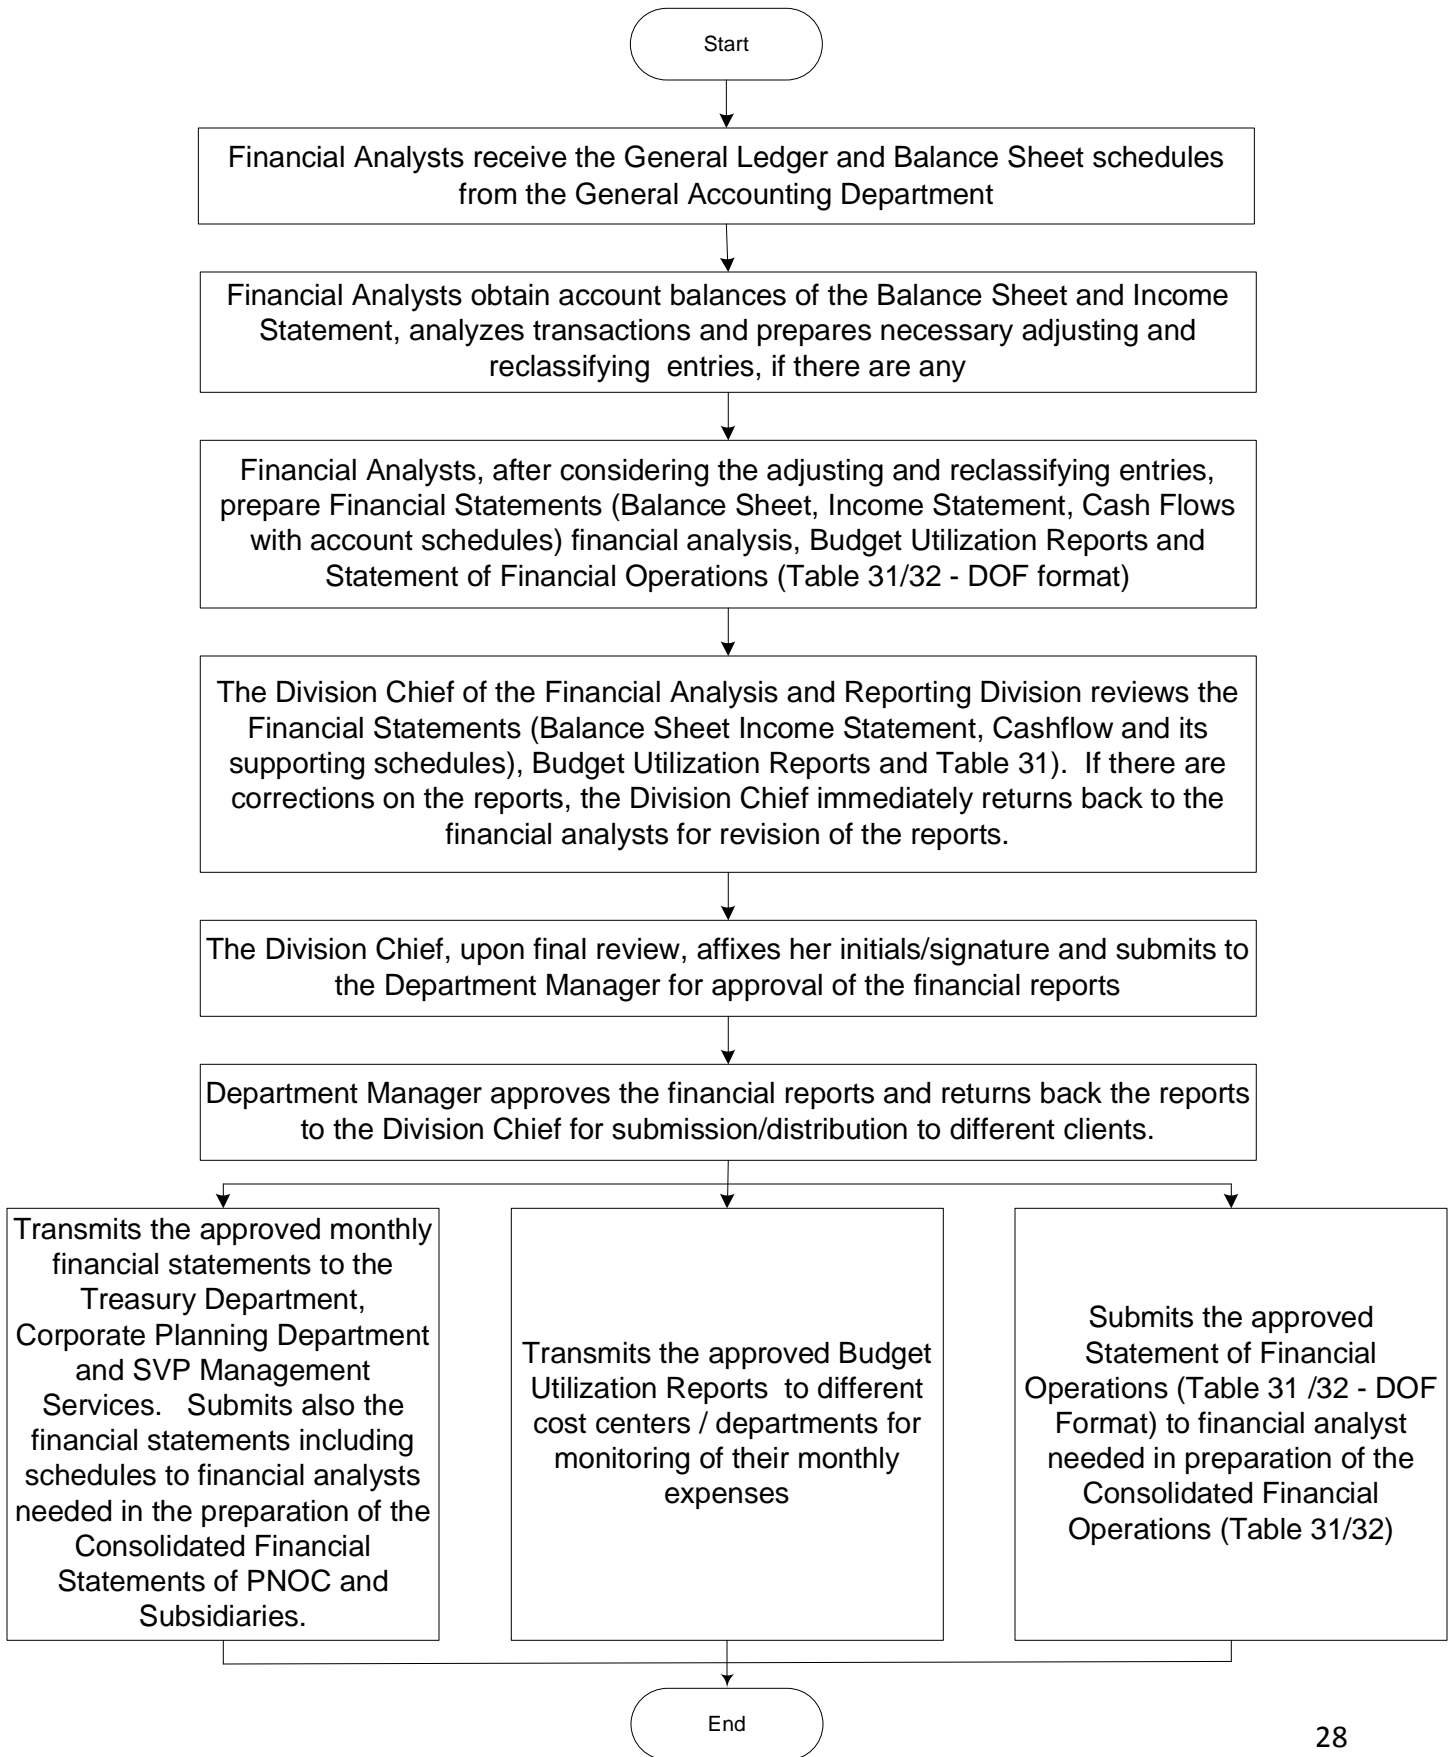 Start
Financial Analysts receive the General Ledger and Balance Sheet schedules
from the General Accounting Department
Financial Analysts obtain account balances of the Balance Sheet and Income
Statement, analyzes transactions and prepares necessary adjusting and
reclassifying  entries, if there are any
Financial Analysts, after considering the adjusting and reclassifying entries,
prepare Financial Statements (Balance Sheet, Income Statement, Cash Flows
with account schedules) financial analysis, Budget Utilization Reports and
Statement of Financial Operations (Table 31/32 - DOF format)
The Division Chief of the Financial Analysis and Reporting Division reviews the
Financial Statements (Balance Sheet Income Statement, Cashflow and its
supporting schedules), Budget Utilization Reports and Table 31).  If there are
corrections on the reports, the Division Chief immediately returns back to the
financial analysts for revision of the reports.
The Division Chief, upon final review, affixes her initials/signature and submits to
the Department Manager for approval of the financial reports
Department Manager approves the financial reports and returns back the reports
to the Division Chief for submission/distribution to different clients.
Transmits the approved monthly
financial statements to the
Treasury Department,
Corporate Planning Department
and SVP Management
Services.   Submits also the
financial statements including
schedules to financial analysts
needed in the preparation of the
Consolidated Financial
Statements of PNOC and
Subsidiaries.
Transmits the approved Budget
Utilization Reports  to different
cost centers / departments for
monitoring of their monthly
expenses
Submits the approved
Statement of Financial
Operations (Table 31 /32 - DOF
Format) to financial analyst
needed in preparation of the
Consolidated Financial
Operations (Table 31/32)
End
28